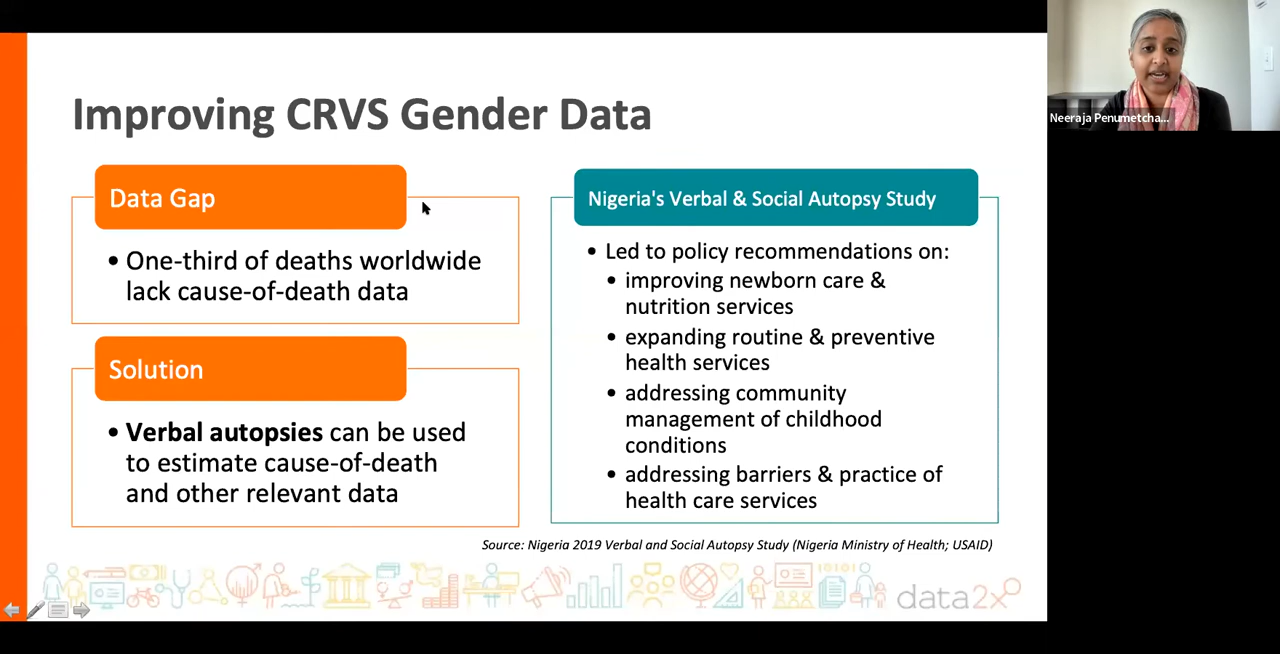 Improving CRVS Gender Data
Neeraja Penumetcha...
Data Gap
• One-third of deaths worldwide
lack cause-of-death data
Solution
• Verbal autopsies can be used
to estimate cause-of-death
and other relevant data
Nigeria's Verbal & Social Autopsy Study
• Led to policy recommendations on:
• improving newborn care &
nutrition services
• expanding routine & preventive
health services
• addressing community
management of childhood
conditions
• addressing barriers & practice of
health care services
Source: Nigeria 2019 Verbal and Social Autopsy Study (Nigeria Ministry of Health; USAID)
data2x